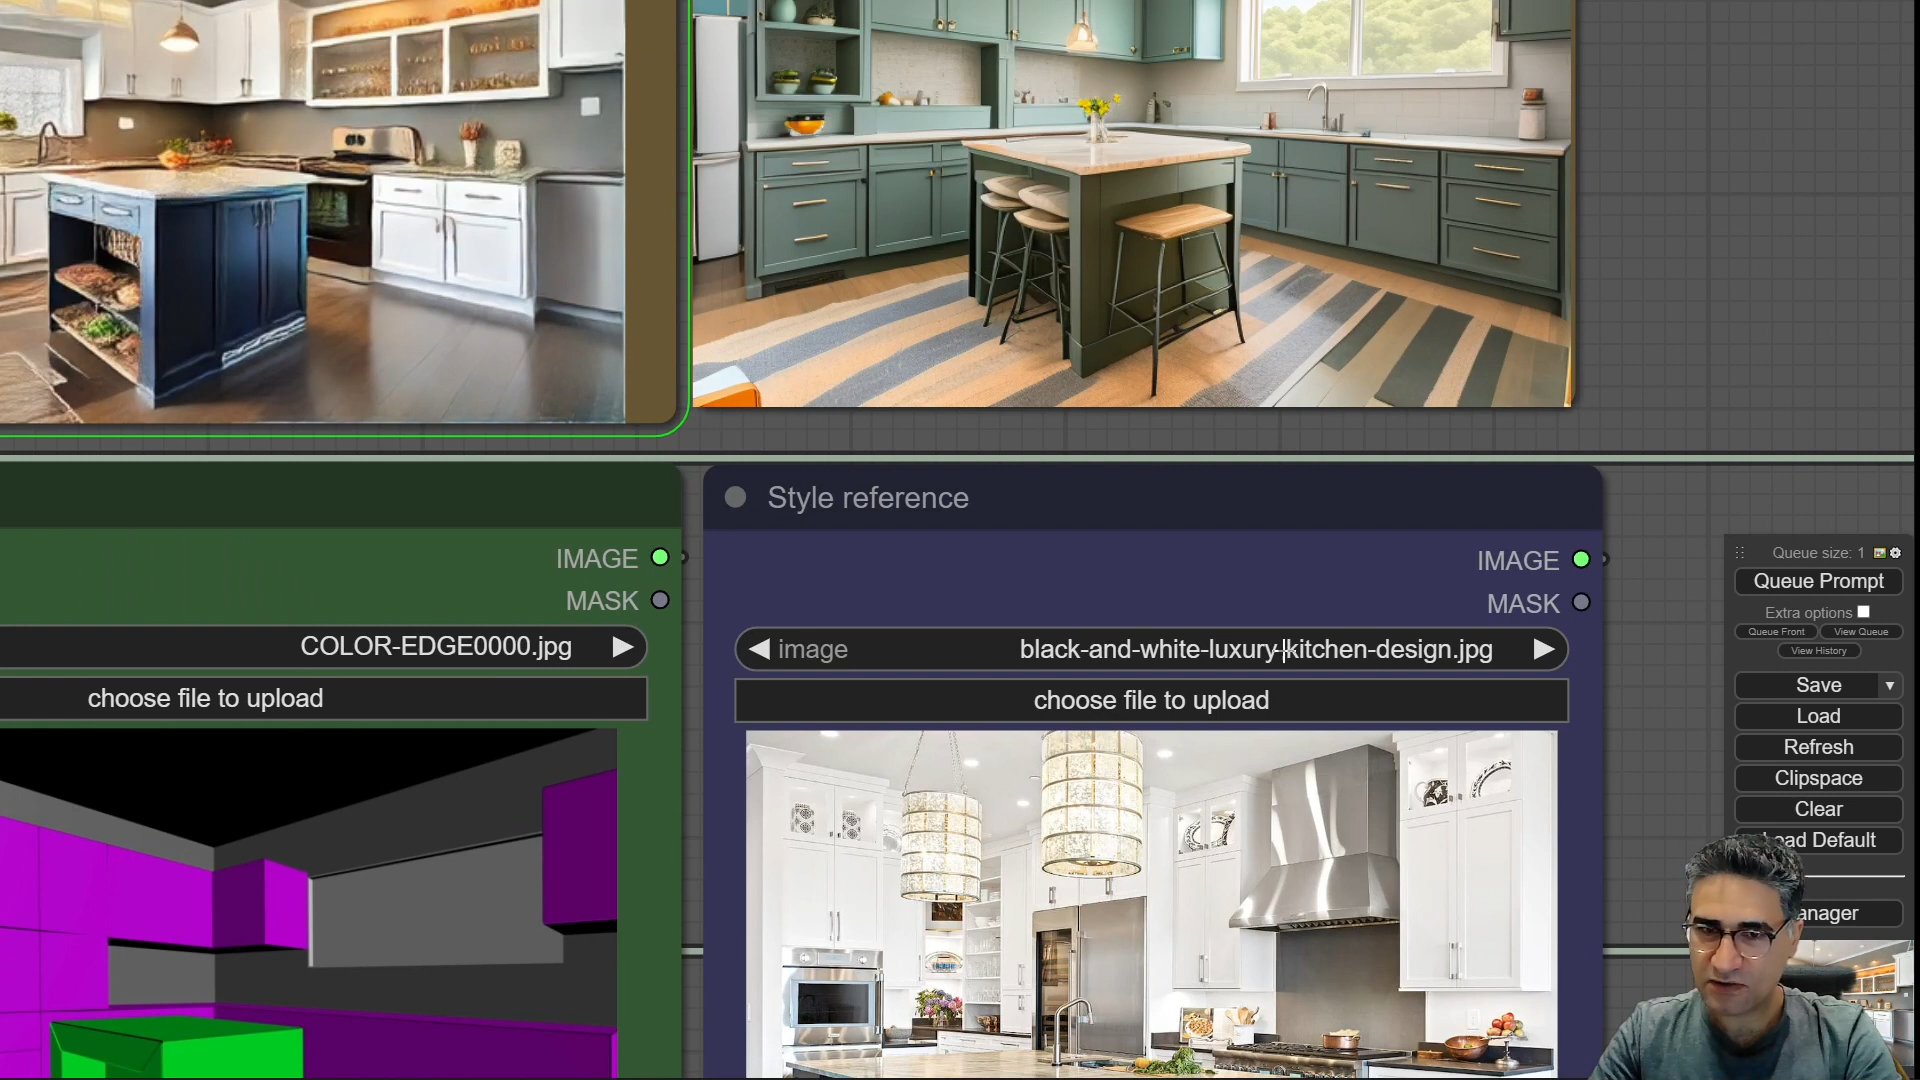 Style reference
IMAGE
MASK
COLOR-EDGE0000.jpg
choose file to upload
IMAGE
MASK
image black-and-white-luxury-kitchen-design.jpg
choose file to upload
Queue size: 1
Queue Prompt
Extra options
Queue Front View Queue
View History
Save
Load
Refresh
Clipspace
Clear
Load Default